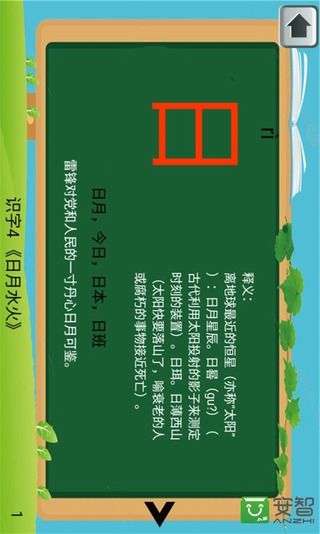 rì
日
释义:
离地球最近的恒星（亦称“太阳”
）：日月星辰。日晷（gu?）（
古代利用太阳投射的影子来测定
时刻的装置）。日珥。日薄西山
（太阳快要落山了，喻衰老的人
或腐朽的事物接近死亡）。
日月，今日，日本，日班
雷锋对党和人民的一寸丹心日月可鉴。
识字4 《日月水火》
1
安智